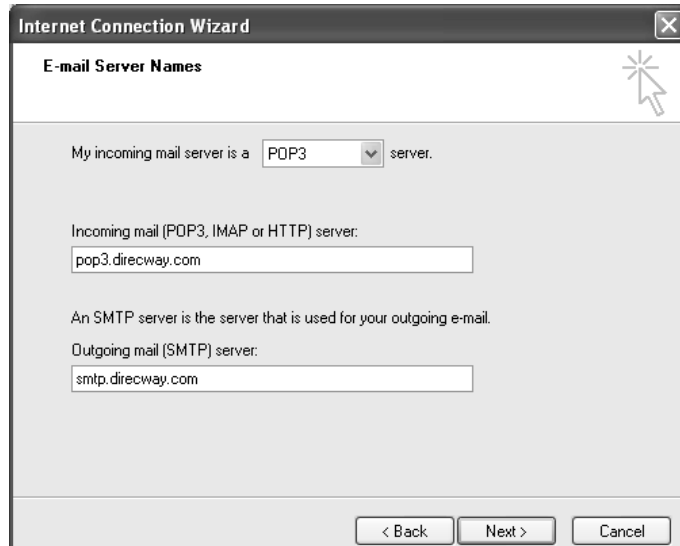 Internet Connection Wizard
E-mail Server Names
My incoming mail server is a POP3 server.
Incoming mail (POP3, IMAP or HTTP) server:
pop3.direcway.com
An SMTP server is the server that is used for your outgoing e-mail.
Outgoing mail (SMTP) server:
smtp.direcway.com
< Back Next > Cancel